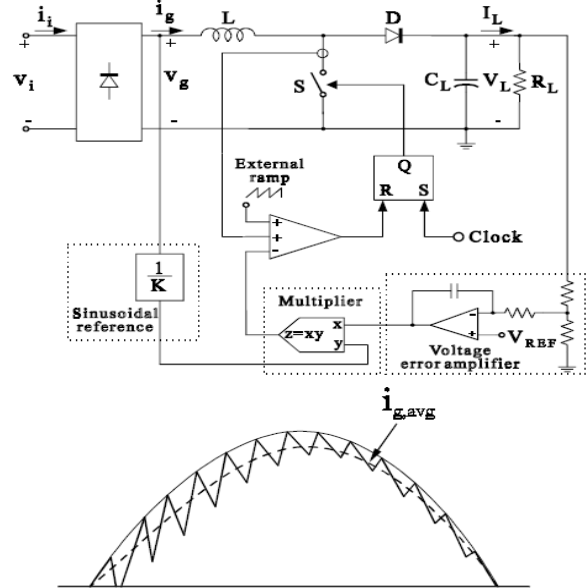 i_i
i_g
L
D
I_L
+
+
+
v_i
v_g
S
C_L
V_L
R_L
-
-
-
External
ramp
Q
R S
+
+
-
Clock
1
K
Sinusoidal
reference
Multiplier
z=xy
x
y
-
+
V_REF
Voltage
error amplifier
i_g,avg